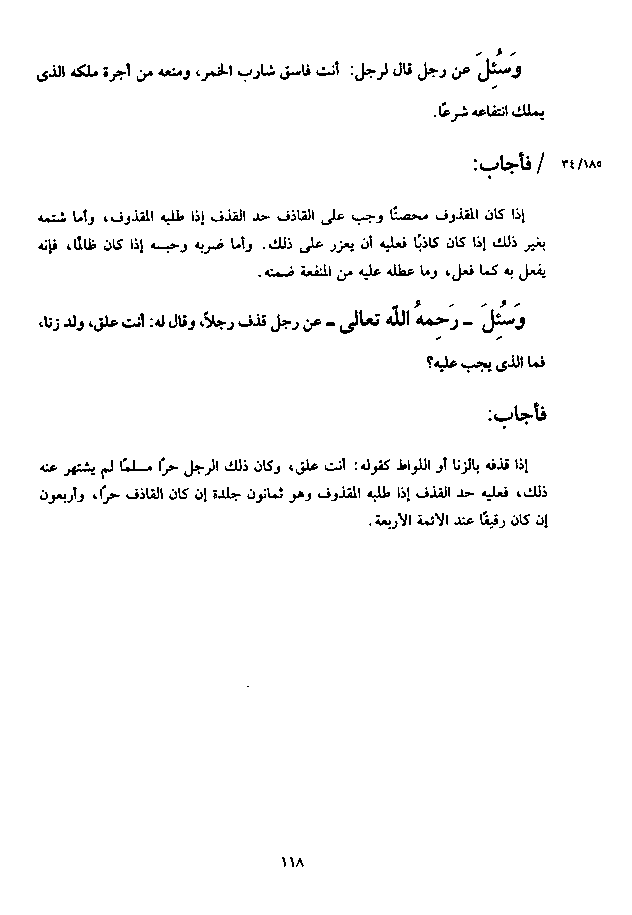 وَسُئِلَ عن رجل قال لرجل: أنت فاسق شارب الخمر، ومنعه من أجرة ملكه الذى
يملك انتفاعه شرعًا.
٣٤/١٨٥ / فأجاب:
إذا كان المقذوف محصنًا وجب على القاذف حد القذف إذا طلبه المقذوف، وأما شتمه
بغير ذلك إذا كان كاذبًا فعليه أن يعزر على ذلك. وأما ضربه وحبسه إذا كان ظالمًا، فإنه
يفعل به كما فعل، وما عطله عليه من المنفعة ضمنه.
وَسُئِلَ ـ رَحِمهُ اللَّه تعالى ـ عن رجل قذف رجلاً، وقال له: أنت علق، ولد زنا،
فما الذى يجب عليه؟
فأجاب:
إذا قذفه بالزنا أو اللواط كقوله: أنت علق، وكان ذلك الرجل حرًا مسلمًا لم يشتهر عنه
ذلك، فعليه حد القذف إذا طلبه المقذوف وهو ثمانون جلدة إن كان القاذف حرًا، وأربعون
إن كان رقيقًا عند الأئمة الأربعة.
١١٨